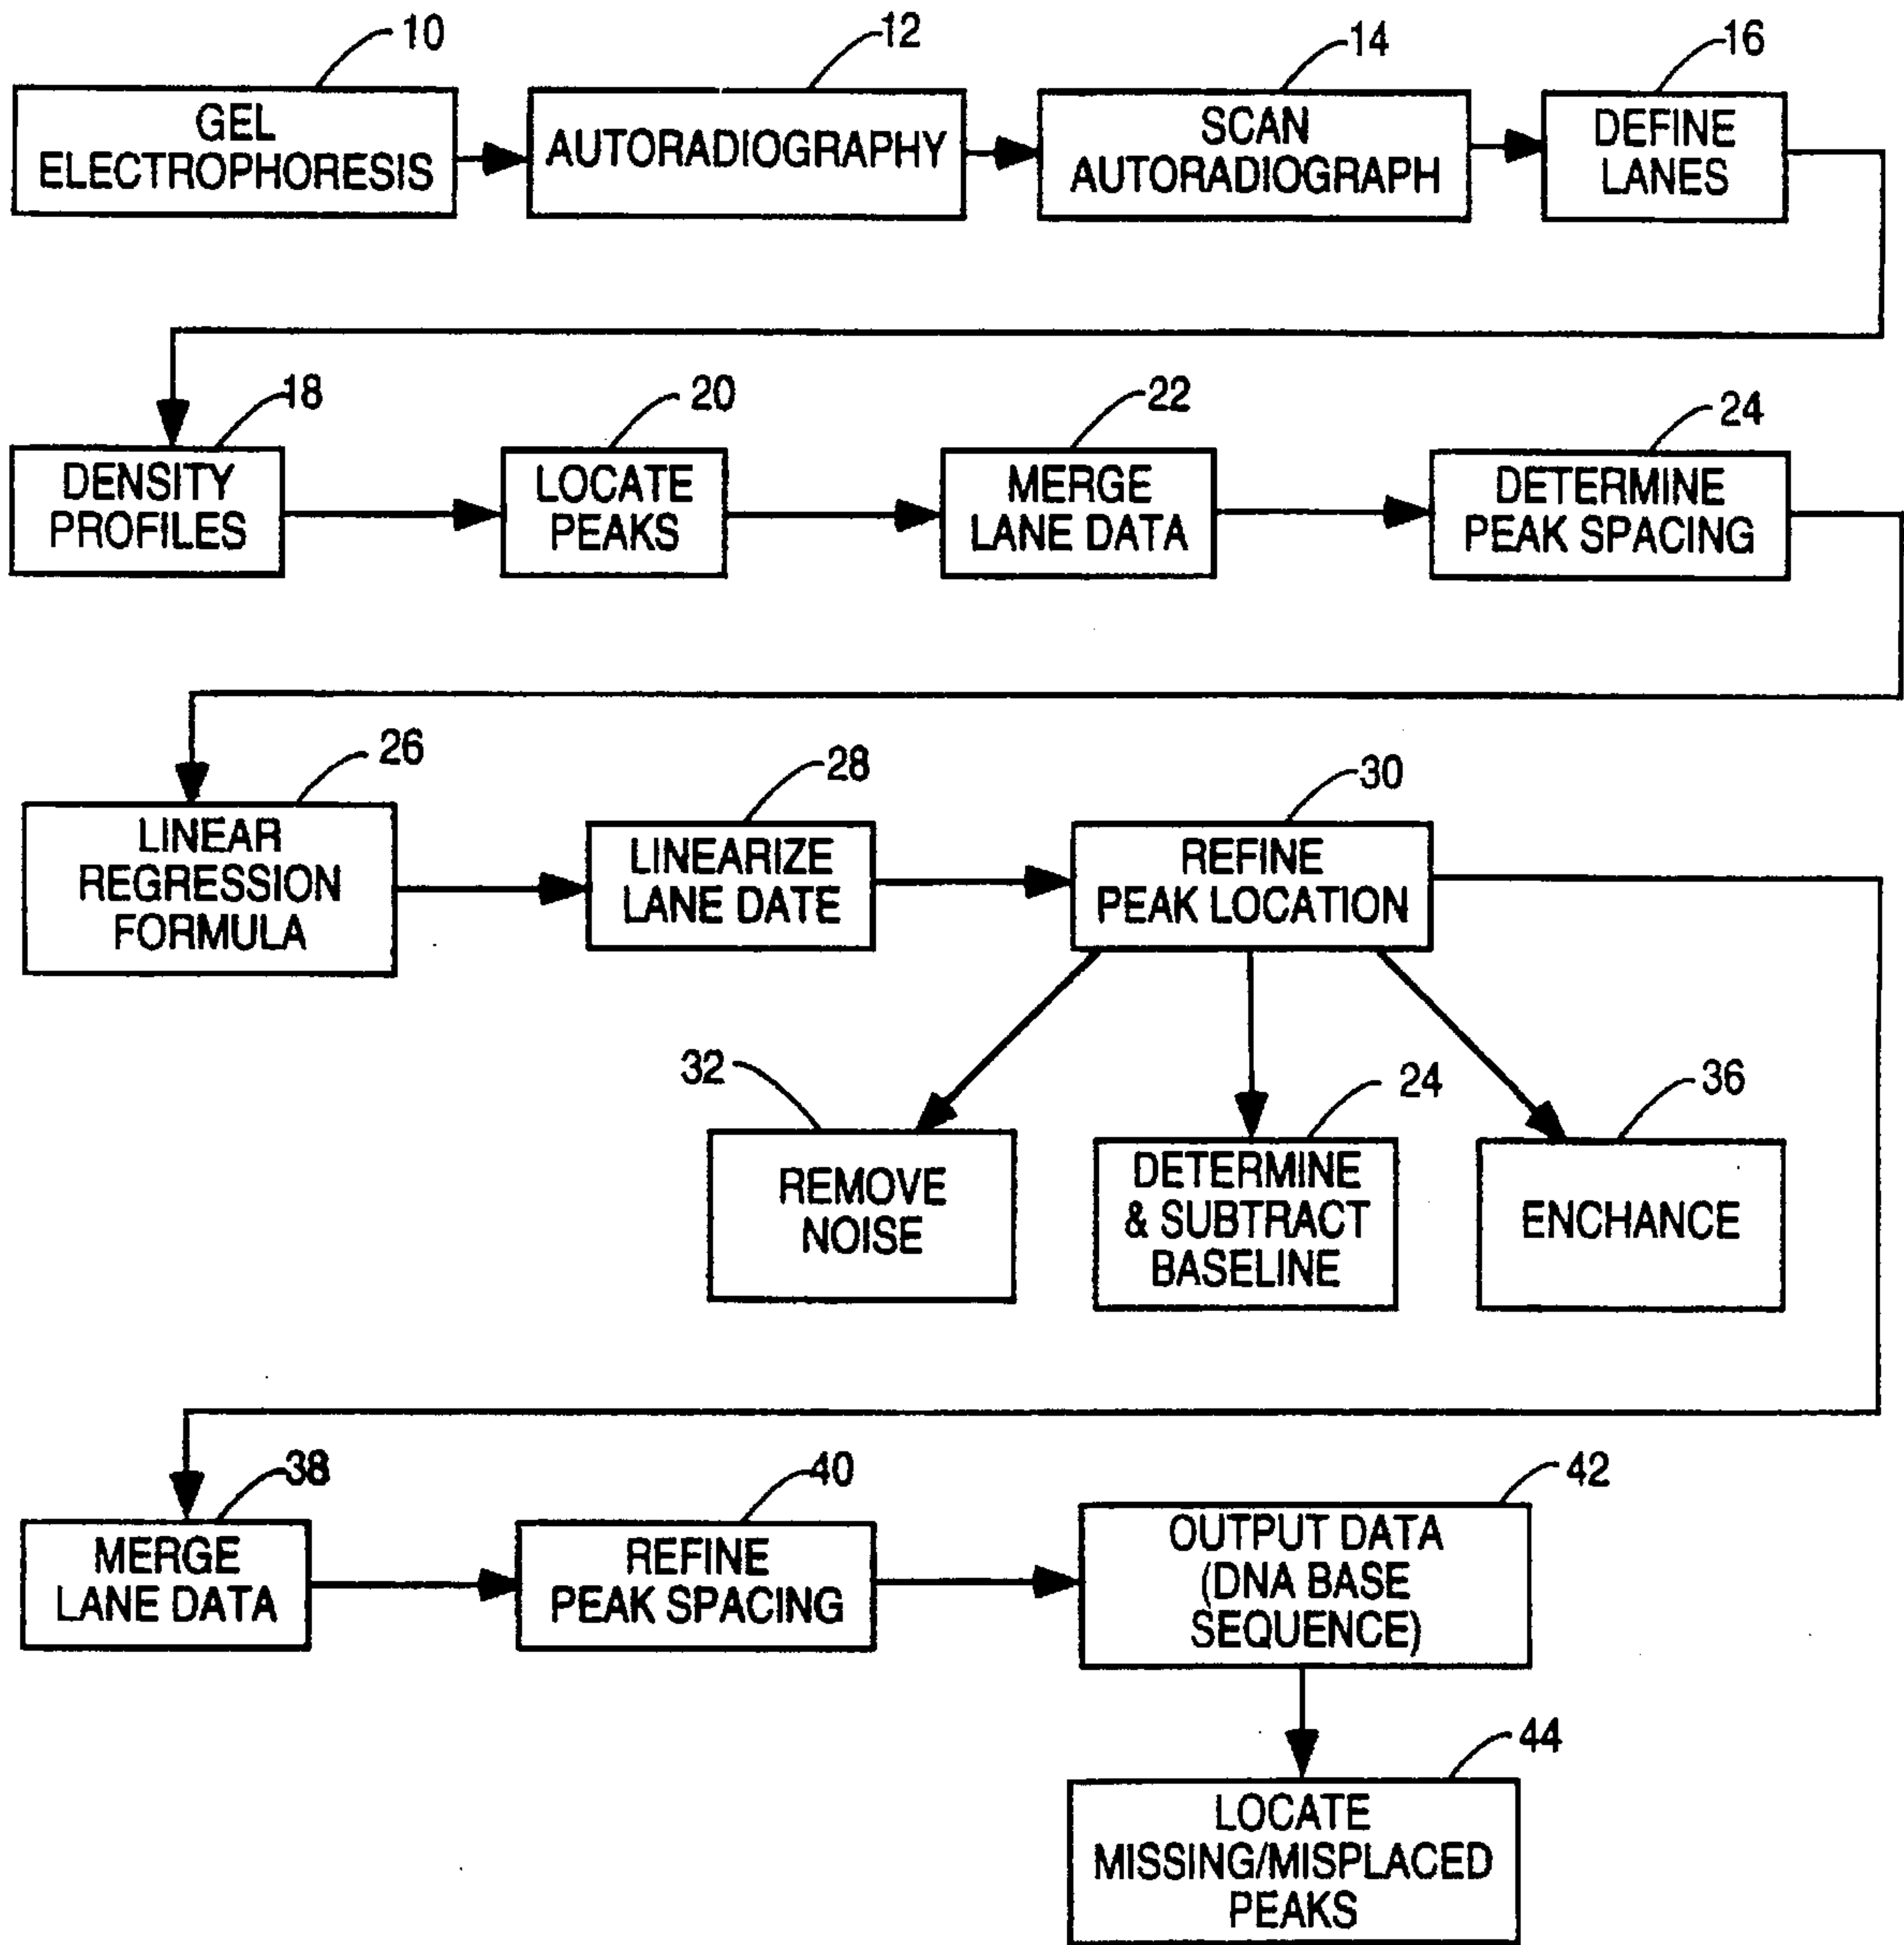 10
12
14
16
GEL
ELECTROPHORESIS
AUTORADIOGRAPHY
SCAN
AUTORADIOGRAPH
DEFINE
LANES
18
20
22
24
DENSITY
PROFILES
LOCATE
PEAKS
MERGE
LANE DATA
DETERMINE
PEAK SPACING
26
28
30
LINEAR
REGRESSION
FORMULA
LINEARIZE
LANE DATE
REFINE
PEAK LOCATION
32
24
36
REMOVE
NOISE
DETERMINE
& SUBTRACT
BASELINE
ENCHANCE
38
40
42
MERGE
LANE DATA
REFINE
PEAK SPACING
OUTPUT DATA
(DNA BASE
SEQUENCE)
44
LOCATE
MISSING/MISPLACED
PEAKS